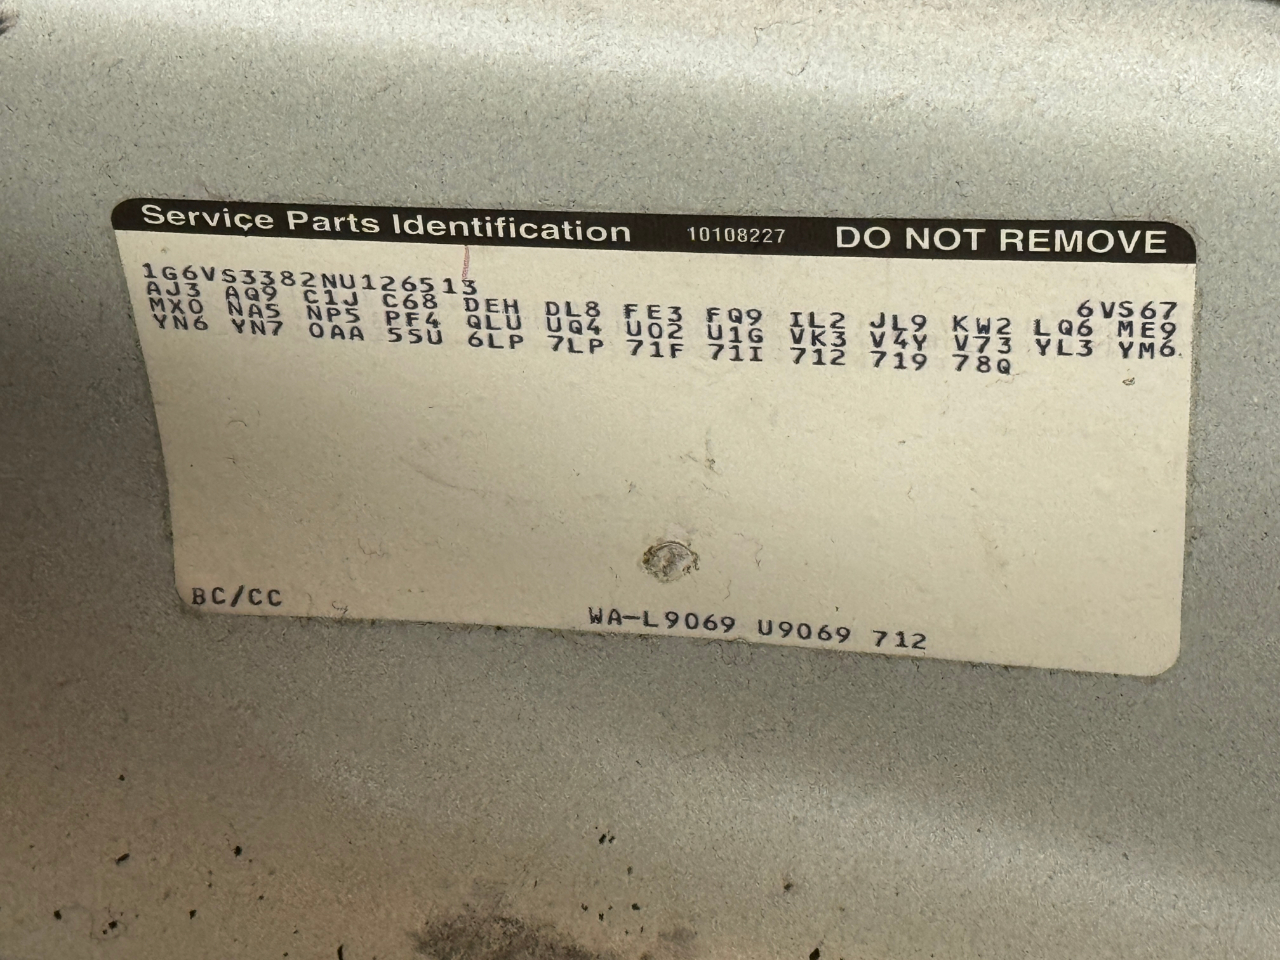 Service Parts Identification 10108227 DO NOT REMOVE
1G6VS3382NU126513 6VS67
AJ3 AQ9 C1J C68 DEH DL8 FE3 FQ9 IL2 JL9 KW2 LQ6 ME9
MX0 NA5 NP5 PF4 QLU UQ4 U02 U1G VK3 V4Y V73 YL3 YM6
YN6 YN7 0AA 55U 6LP 7LP 71F 71I 712 719 78Q
BC/CC WA-L9069 U9069 712